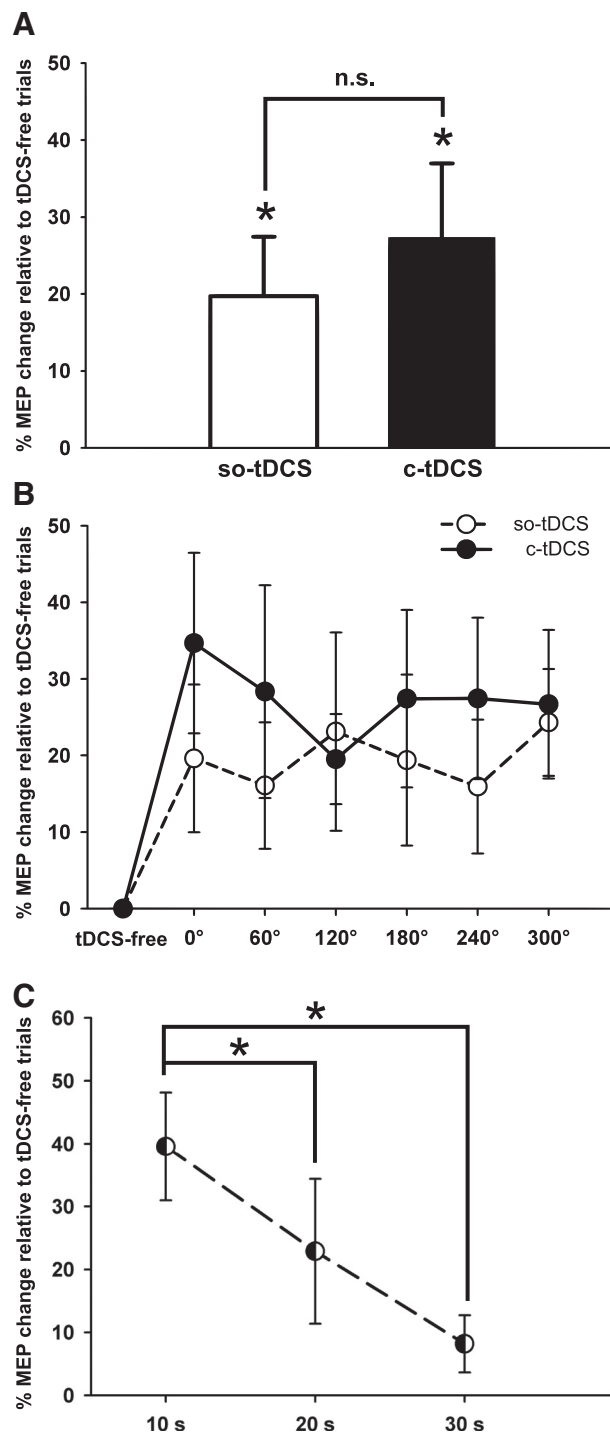 A
% MEP change relative to tDCS-free trials
50
40
30
20
10
0
n.s.
*
*
so-tDCS c-tDCS
B
% MEP change relative to tDCS-free trials
50
40
30
20
10
0
so-tDCS
c-tDCS
tDCS-free 0° 60° 120° 180° 240° 300°
C
% MEP change relative to tDCS-free trials
60
50
40
30
20
10
0
*
*
10 s 20 s 30 s